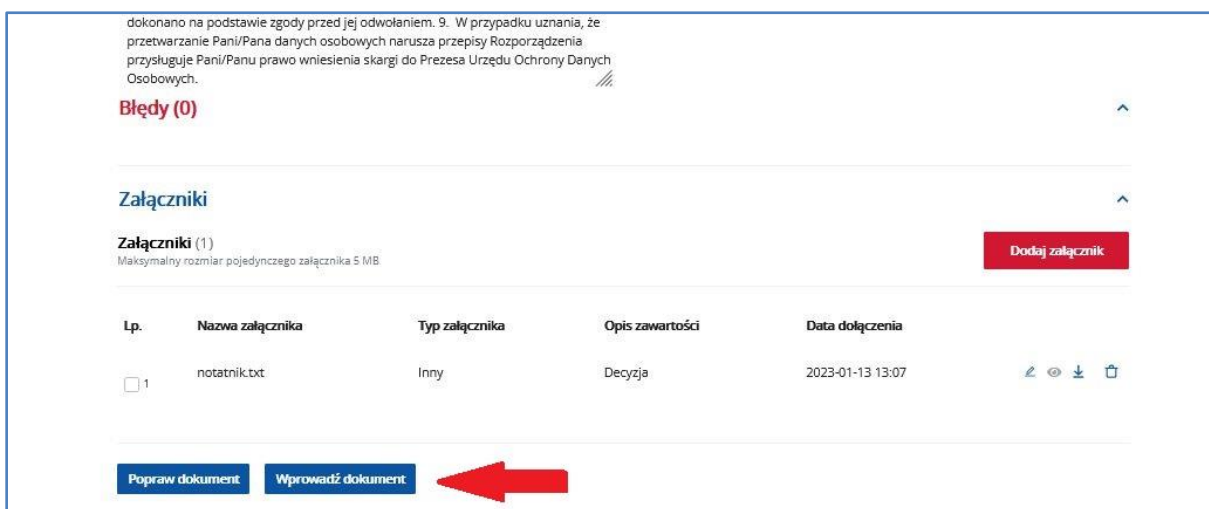 dokonano na podstawie zgody przed jej odwołaniem. 9. W przypadku uznania, że
przetwarzanie Pani/Pana danych osobowych narusza przepisy Rozporządzenia
przysługuje Pani/Panu prawo wniesienia skargi do Prezesa Urzędu Ochrony Danych
Osobowych.
Błędy (0)
Załączniki
Załączniki (1)
Maksymalny rozmiar pojedynczego załącznika 5 MB
Dodaj załącznik
Lp. Nazwa załącznika Typ załącznika Opis zawartości Data dołączenia
1 notatnik.txt Inny Decyzja 2023-01-13 13:07
Popraw dokument Wprowadź dokument